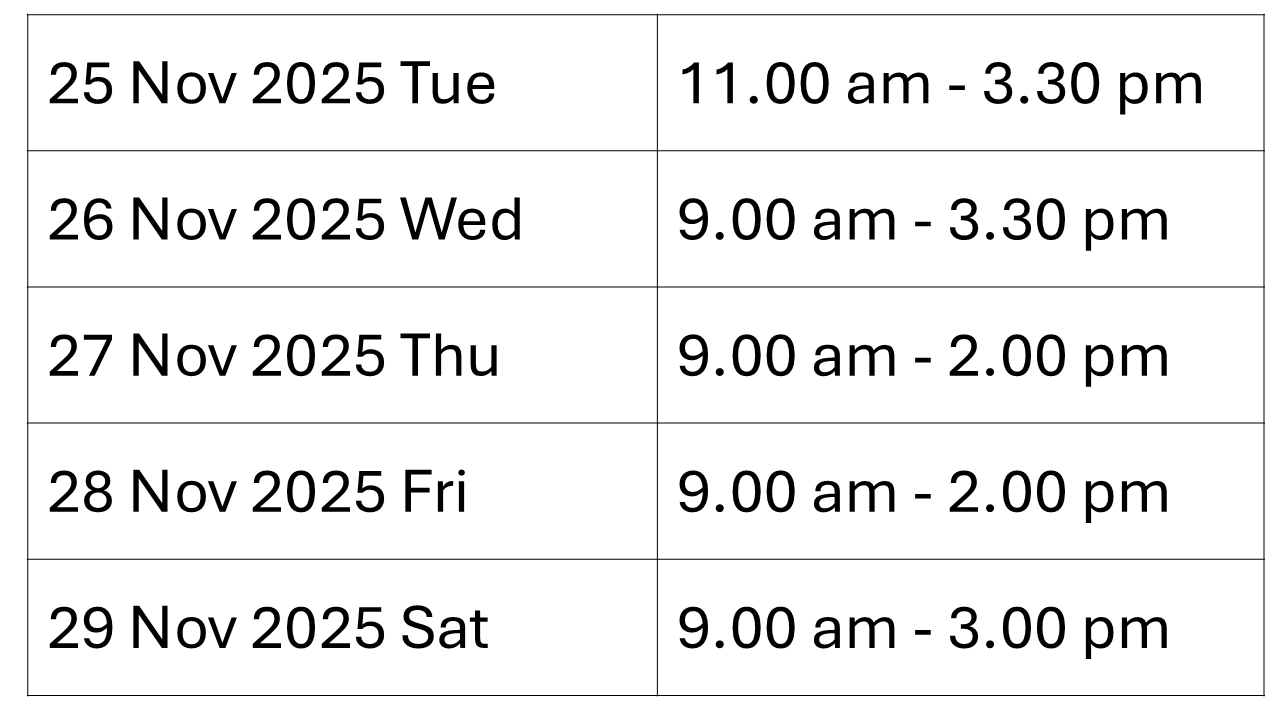 25 Nov 2025 Tue 11.00 am - 3.30 pm
26 Nov 2025 Wed 9.00 am - 3.30 pm
27 Nov 2025 Thu 9.00 am - 2.00 pm
28 Nov 2025 Fri 9.00 am - 2.00 pm
29 Nov 2025 Sat 9.00 am - 3.00 pm